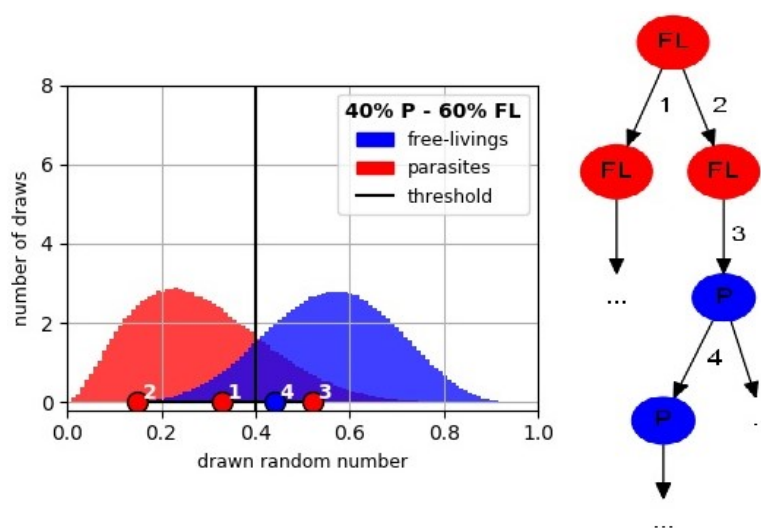 8
6
4
2
0
number of draws
0.0 0.2 0.4 0.6 0.8 1.0
drawn random number
40% P - 60% FL
free-livings
parasites
threshold
2 1 4 3
FL
1 2
FL FL
3
...
P
4
P
.
...